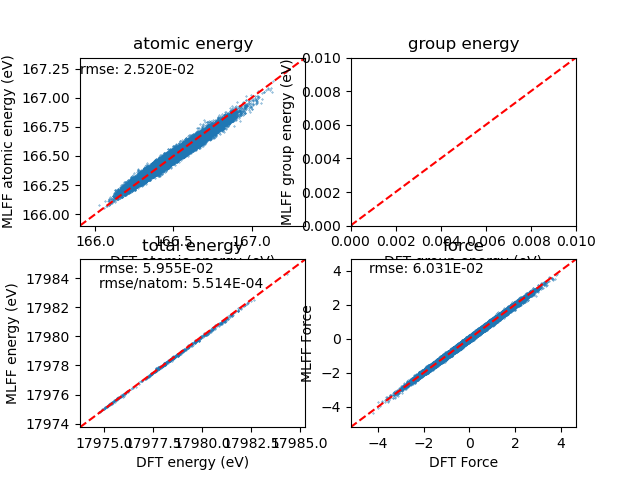 atomic energy
rmse: 2.520E-02
MLFF atomic energy (eV)
167.25
167.00
166.75
166.50
166.25
166.00
166.0 166.5 167.0
DFT atomic energy (eV)
group energy
MLFF group energy (eV)
0.010
0.008
0.006
0.004
0.002
0.000
0.000 0.002 0.004 0.006 0.008 0.010
DFT group energy (eV)
total energy
rmse: 5.955E-02
rmse/natom: 5.514E-04
MLFF energy (eV)
17984
17982
17980
17978
17976
17974
17975.0 17977.5 17980.0 17982.5 17985.0
DFT energy (eV)
force
rmse: 6.031E-02
MLFF Force
4
2
0
−2
−4
−4 −2 0 2 4
DFT Force